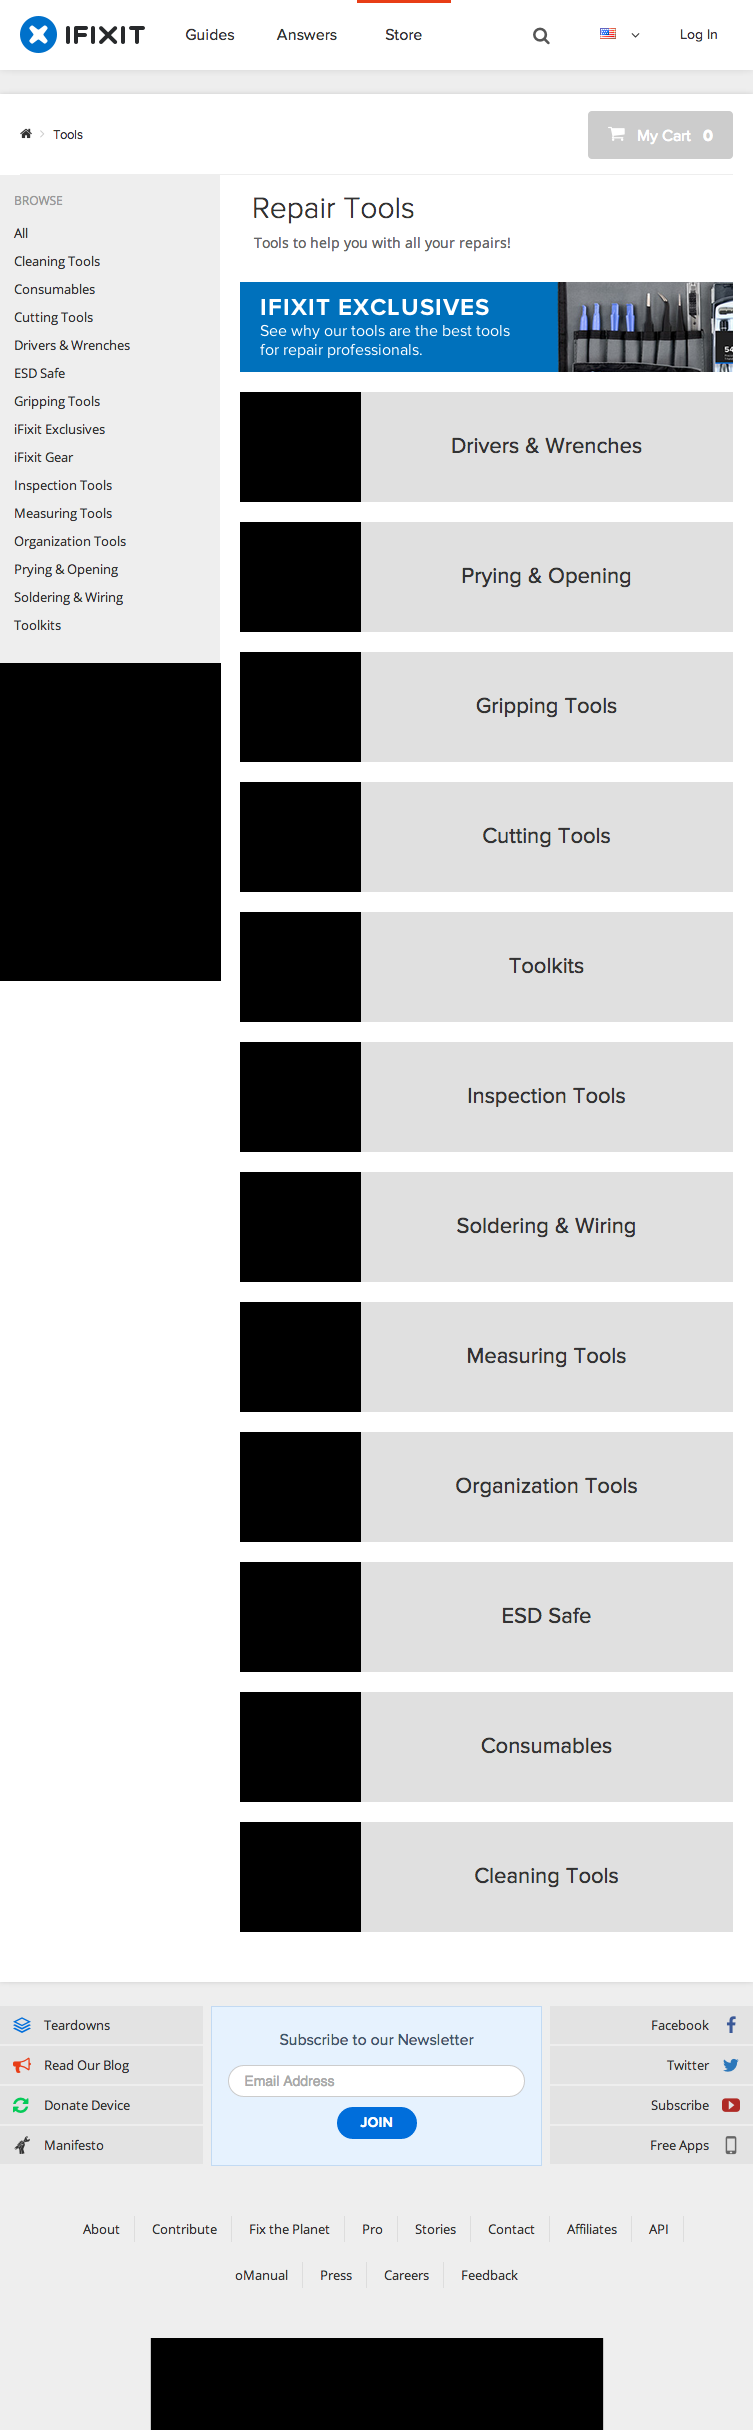 IFIXIT
Guides
Answers
Store
Log In
Tools
My Cart 0
BROWSE
All
Cleaning Tools
Consumables
Cutting Tools
Drivers & Wrenches
ESD Safe
Gripping Tools
iFixit Exclusives
iFixit Gear
Inspection Tools
Measuring Tools
Organization Tools
Prying & Opening
Soldering & Wiring
Toolkits
Repair Tools
Tools to help you with all your repairs!
IFIXIT EXCLUSIVES
See why our tools are the best tools
for repair professionals.
54
Drivers & Wrenches
Prying & Opening
Gripping Tools
Cutting Tools
Toolkits
Inspection Tools
Soldering & Wiring
Measuring Tools
Organization Tools
ESD Safe
Consumables
Cleaning Tools
Teardowns
Read Our Blog
Donate Device
Manifesto
Subscribe to our Newsletter
Email Address
JOIN
Facebook
Twitter
Subscribe
Free Apps
About
Contribute
Fix the Planet
Pro
Stories
Contact
Affiliates
API
oManual
Press
Careers
Feedback